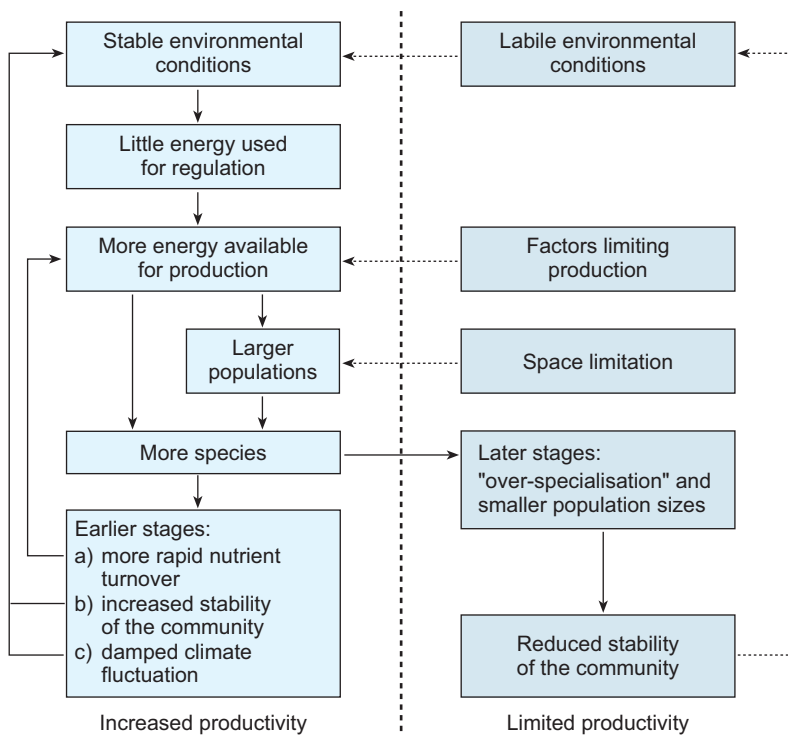 Stable environmental
conditions
Labile environmental
conditions
Little energy used
for regulation
More energy available
for production
Factors limiting
production
Larger
populations
Space limitation
More species
Later stages:
"over-specialisation" and
smaller population sizes
Earlier stages:
a) more rapid nutrient
turnover
b) increased stability
of the community
c) damped climate
fluctuation
Reduced stability
of the community
Increased productivity
Limited productivity